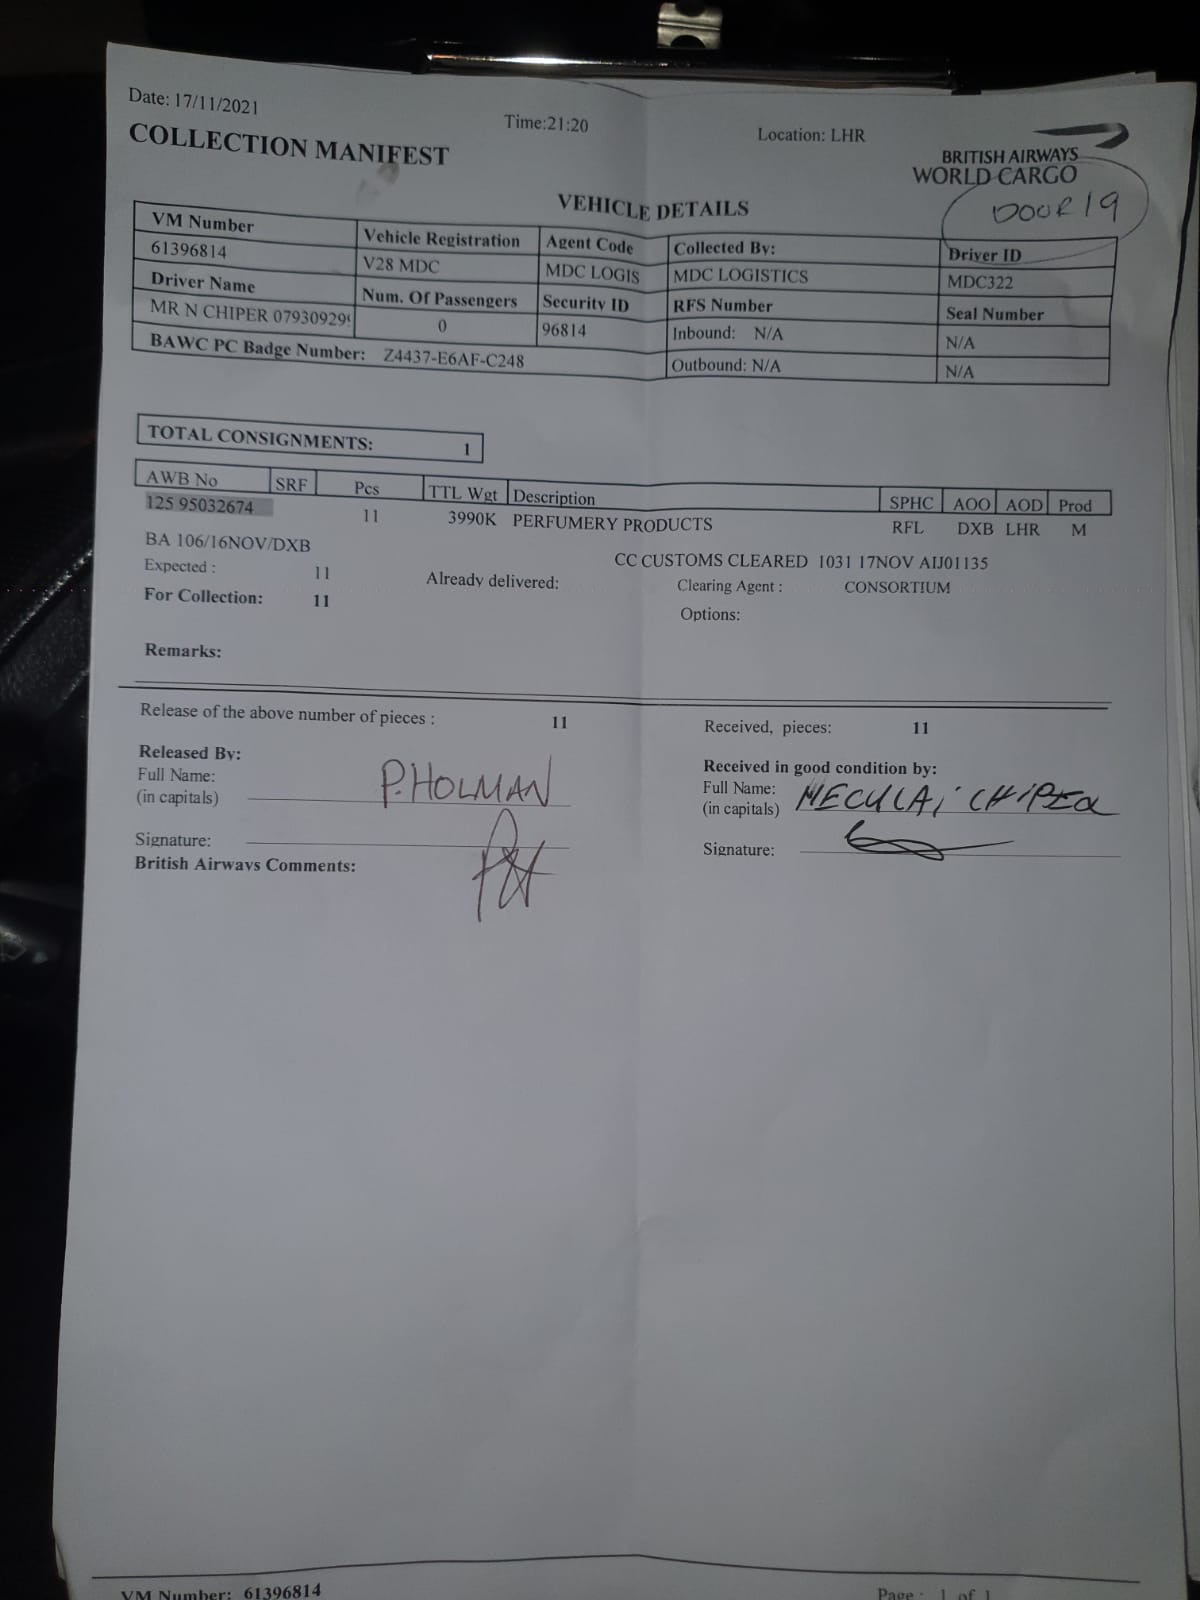 Date: 17/11/2021 Time:21:20 Location: LHR
COLLECTION MANIFEST
BRITISH AIRWAYS
WORLD CARGO
DOOR 19
VEHICLE DETAILS
VM Number Vehicle Registration Agent Code Collected By: Driver ID
61396814 V28 MDC MDC LOGIS MDC LOGISTICS MDC322
Driver Name Num. Of Passengers Security ID RFS Number Seal Number
MR N CHIPER 07930929 0 96814 Inbound: N/A N/A
BAWC PC Badge Number: Z4437-E6AF-C248 Outbound: N/A N/A
TOTAL CONSIGNMENTS: 1
AWB No SRF Pcs TTL Wgt Description SPHC AOO AOD Prod
125 95032674 11 3990K PERFUMERY PRODUCTS RFL DXB LHR M
BA 106/16NOV/DXB CC CUSTOMS CLEARED 1031 17NOV AIJ01135
Expected : 11 Already delivered: Clearing Agent : CONSORTIUM
For Collection: 11 Options:
Remarks:
Release of the above number of pieces : 11 Received, pieces: 11
Released By: Received in good condition by:
Full Name: P.HOLMAN Full Name: NECULAI CHIPER
(in capitals) (in capitals)
Signature: Signature:
British Airways Comments:
VM Number: 61396814 Page : 1 of 1